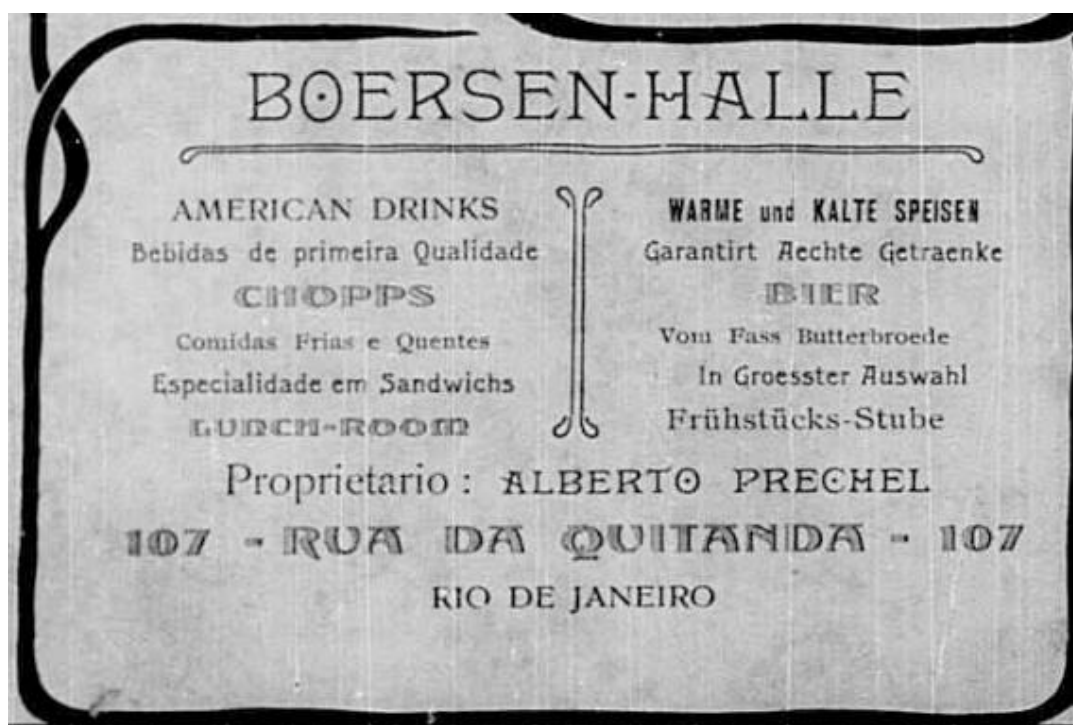 BOERSEN-HALLE
AMERICAN DRINKS
Bebidas de primeira Qualidade
CHOPPS
Comidas Frias e Quentes
Especialidade em Sandwichs
LUNCH-ROOM
WARME und KALTE SPEISEN
Garantirt Aechte Getraenke
BIER
Vom Fass Butterbroede
In Groesster Auswahl
Frühstücks-Stube
Proprietario : ALBERTO PRECHEL
107 - RUA DA QUITANDA - 107
RIO DE JANEIRO